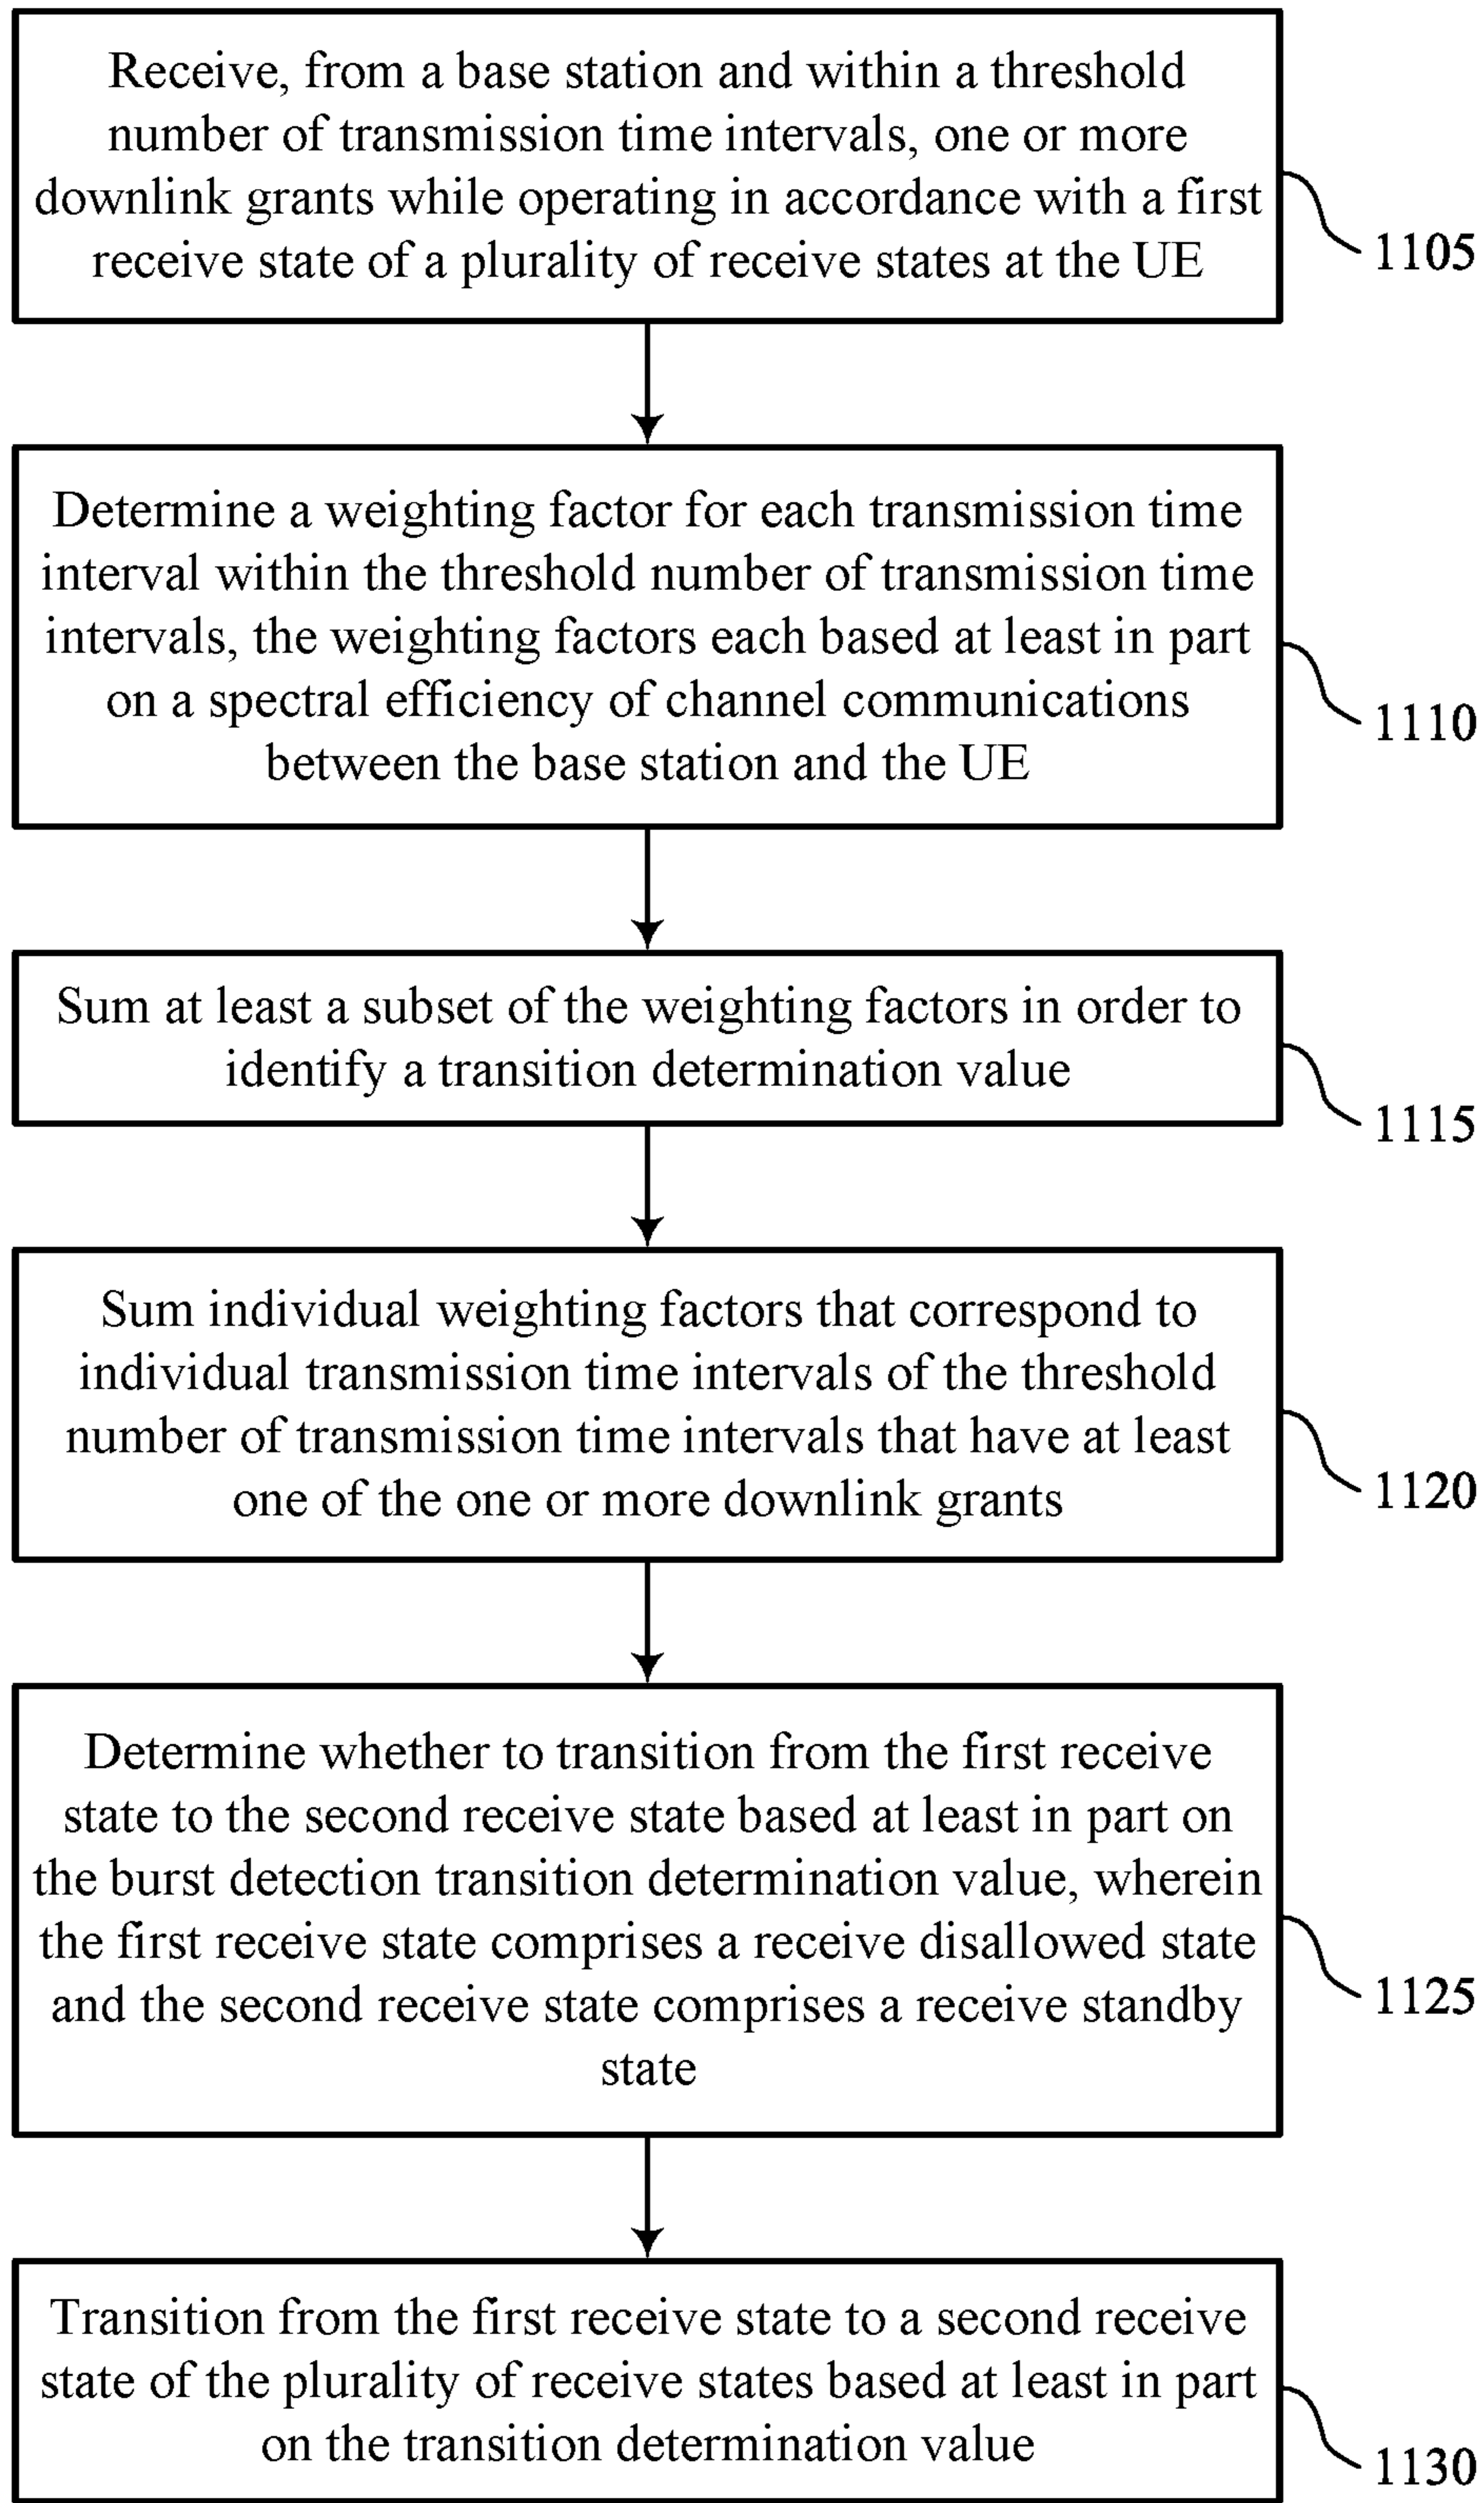 Receive, from a base station and within a threshold
number of transmission time intervals, one or more
downlink grants while operating in accordance with a first
receive state of a plurality of receive states at the UE
1105
Determine a weighting factor for each transmission time
interval within the threshold number of transmission time
intervals, the weighting factors each based at least in part
on a spectral efficiency of channel communications
between the base station and the UE
1110
Sum at least a subset of the weighting factors in order to
identify a transition determination value
1115
Sum individual weighting factors that correspond to
individual transmission time intervals of the threshold
number of transmission time intervals that have at least
one of the one or more downlink grants
1120
Determine whether to transition from the first receive
state to the second receive state based at least in part on
the burst detection transition determination value, wherein
the first receive state comprises a receive disallowed state
and the second receive state comprises a receive standby
state
1125
Transition from the first receive state to a second receive
state of the plurality of receive states based at least in part
on the transition determination value
1130